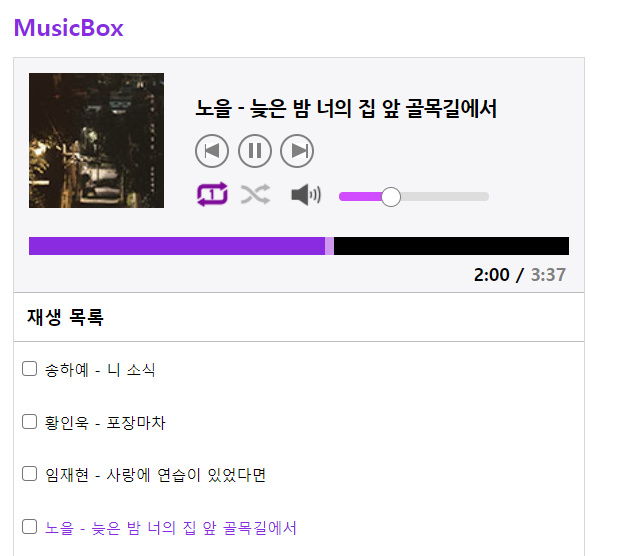 MusicBox
노을 - 늦은 밤 너의 집 앞 골목길에서
1
2:00 / 3:37
재생 목록
송하예 - 니 소식
황인욱 - 포장마차
임재현 - 사랑에 연습이 있었다면
노을 - 늦은 밤 너의 집 앞 골목길에서